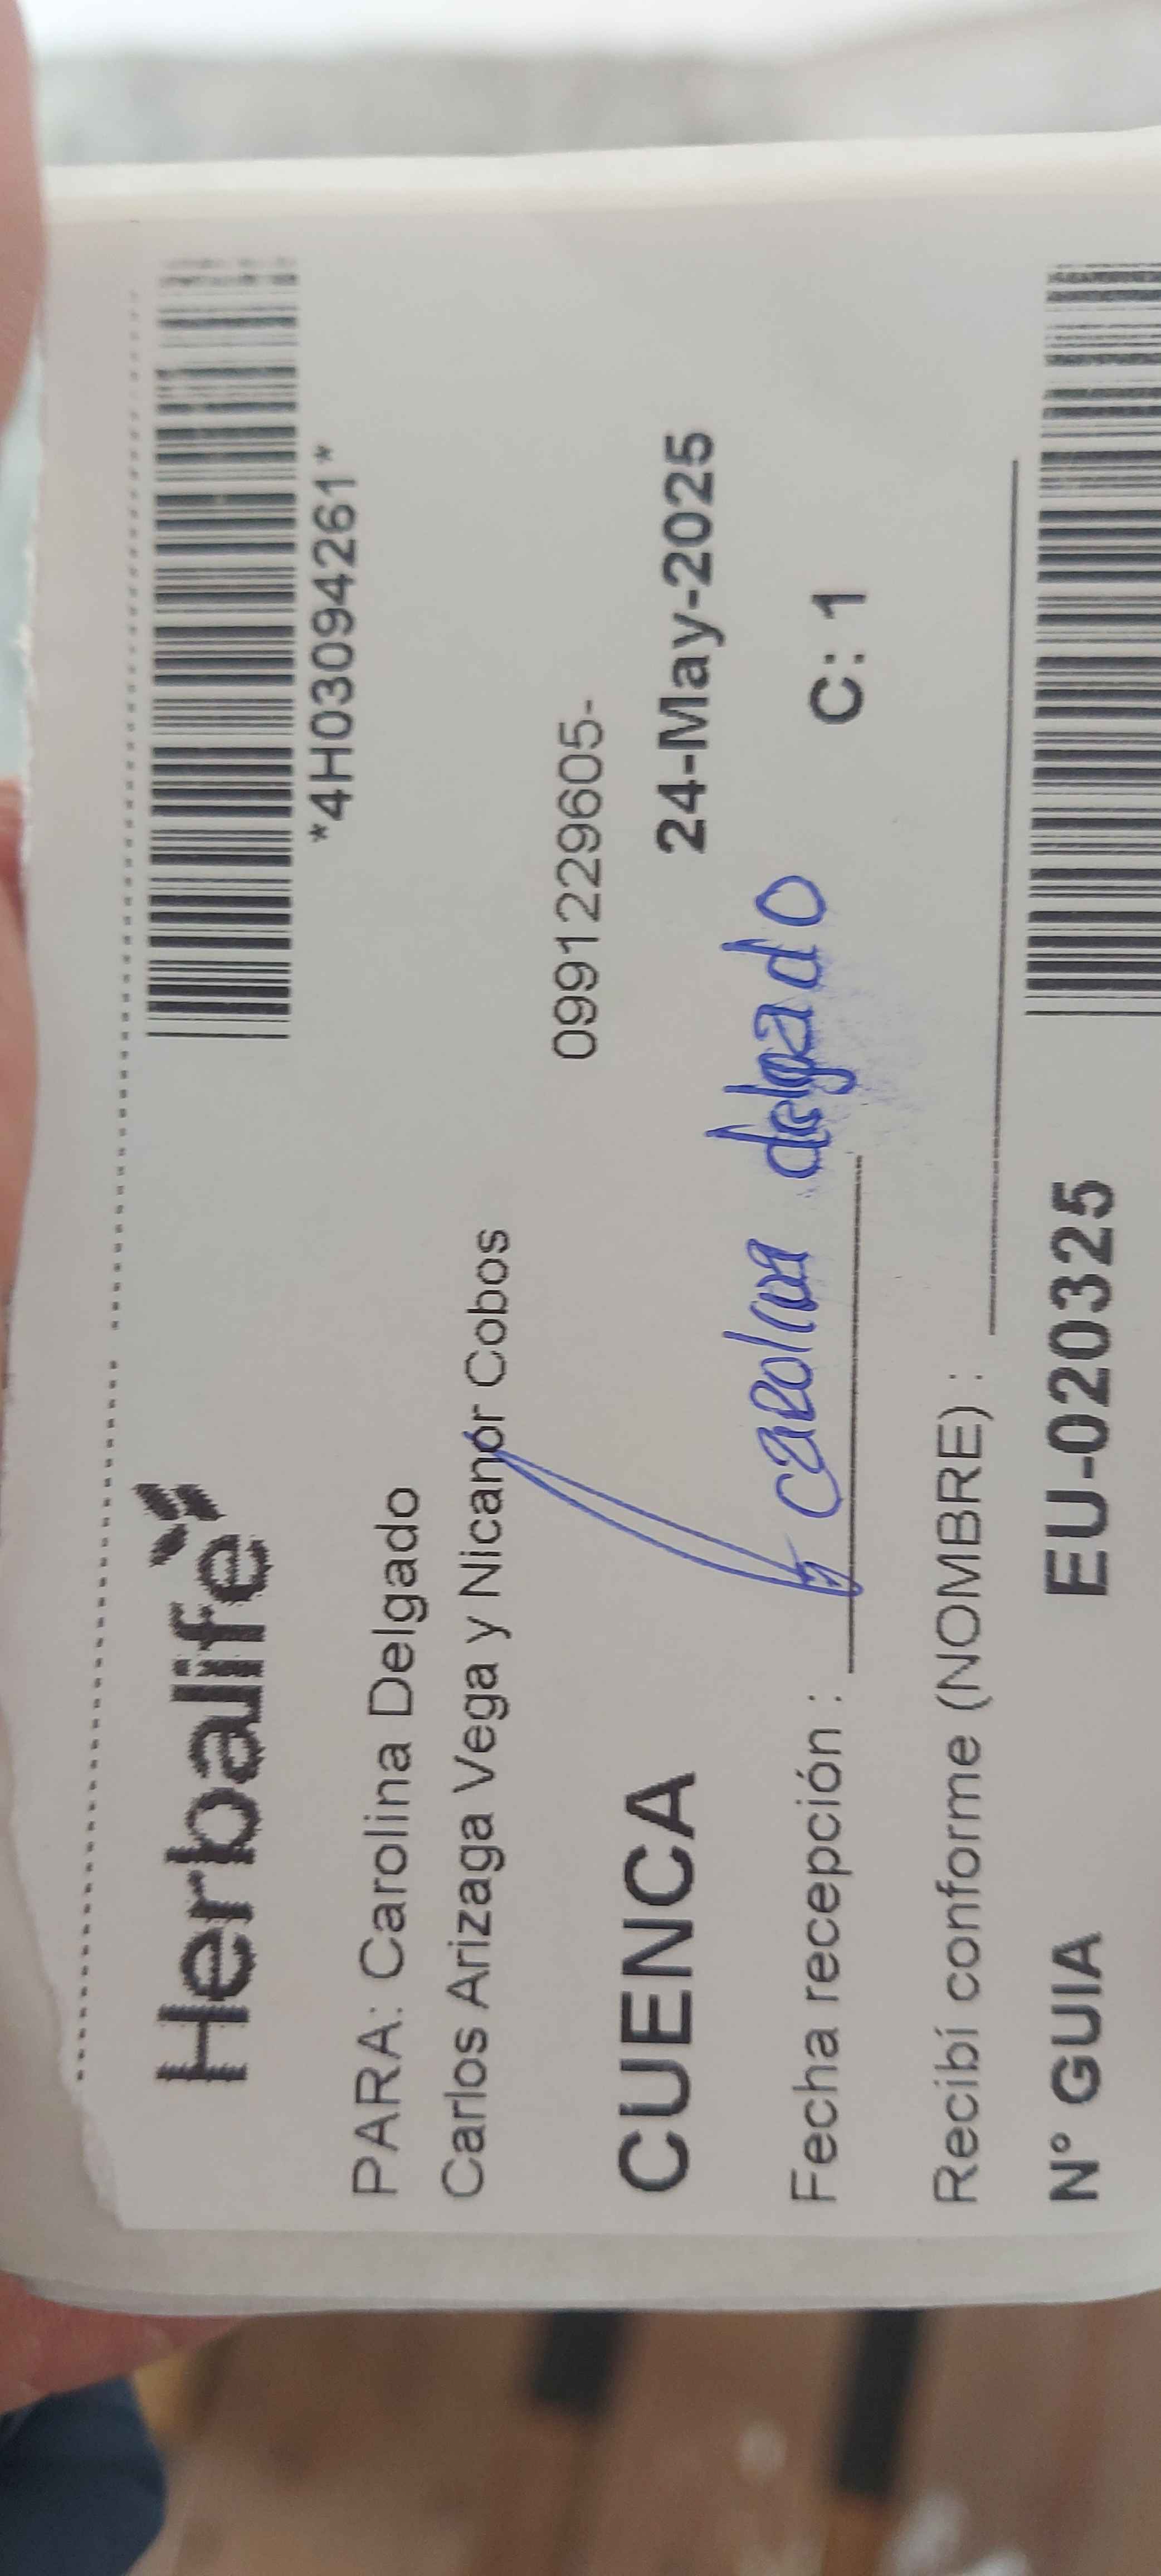 Herbalife
*4H03094261*
PARA: Carolina Delgado
Carlos Arizaga Vega y Nicanor Cobos
0991229605-
CUENCA 24-May-2025
Fecha recepción : carolina delgado C: 1
Recibí conforme (NOMBRE) :
N° GUIA EU-020325